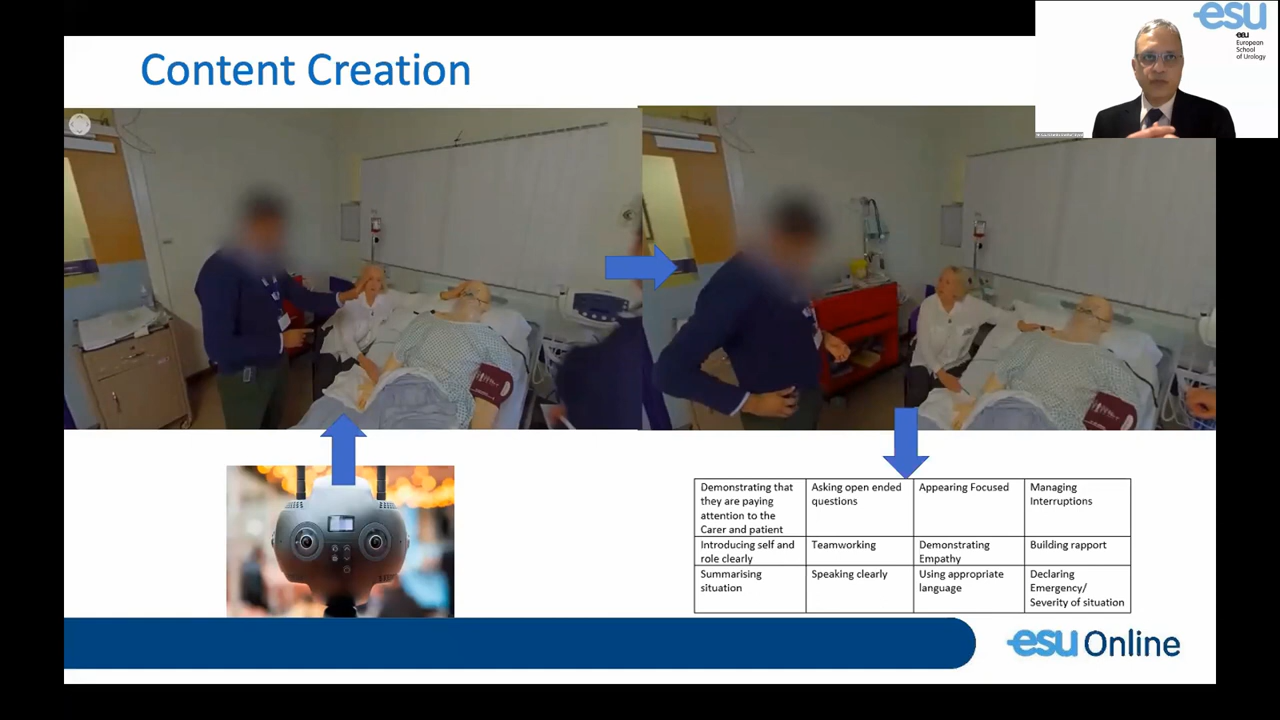 Content Creation
esu
eau
European
School
of Urology
Demonstrating that
they are paying
attention to the
Carer and patient
Asking open ended
questions
Appearing Focused
Managing
Interruptions
Introducing self and
role clearly
Teamworking
Demonstrating
Empathy
Building rapport
Summarising
situation
Speaking clearly
Using appropriate
language
Declaring
Emergency/
Severity of situation
esu Online